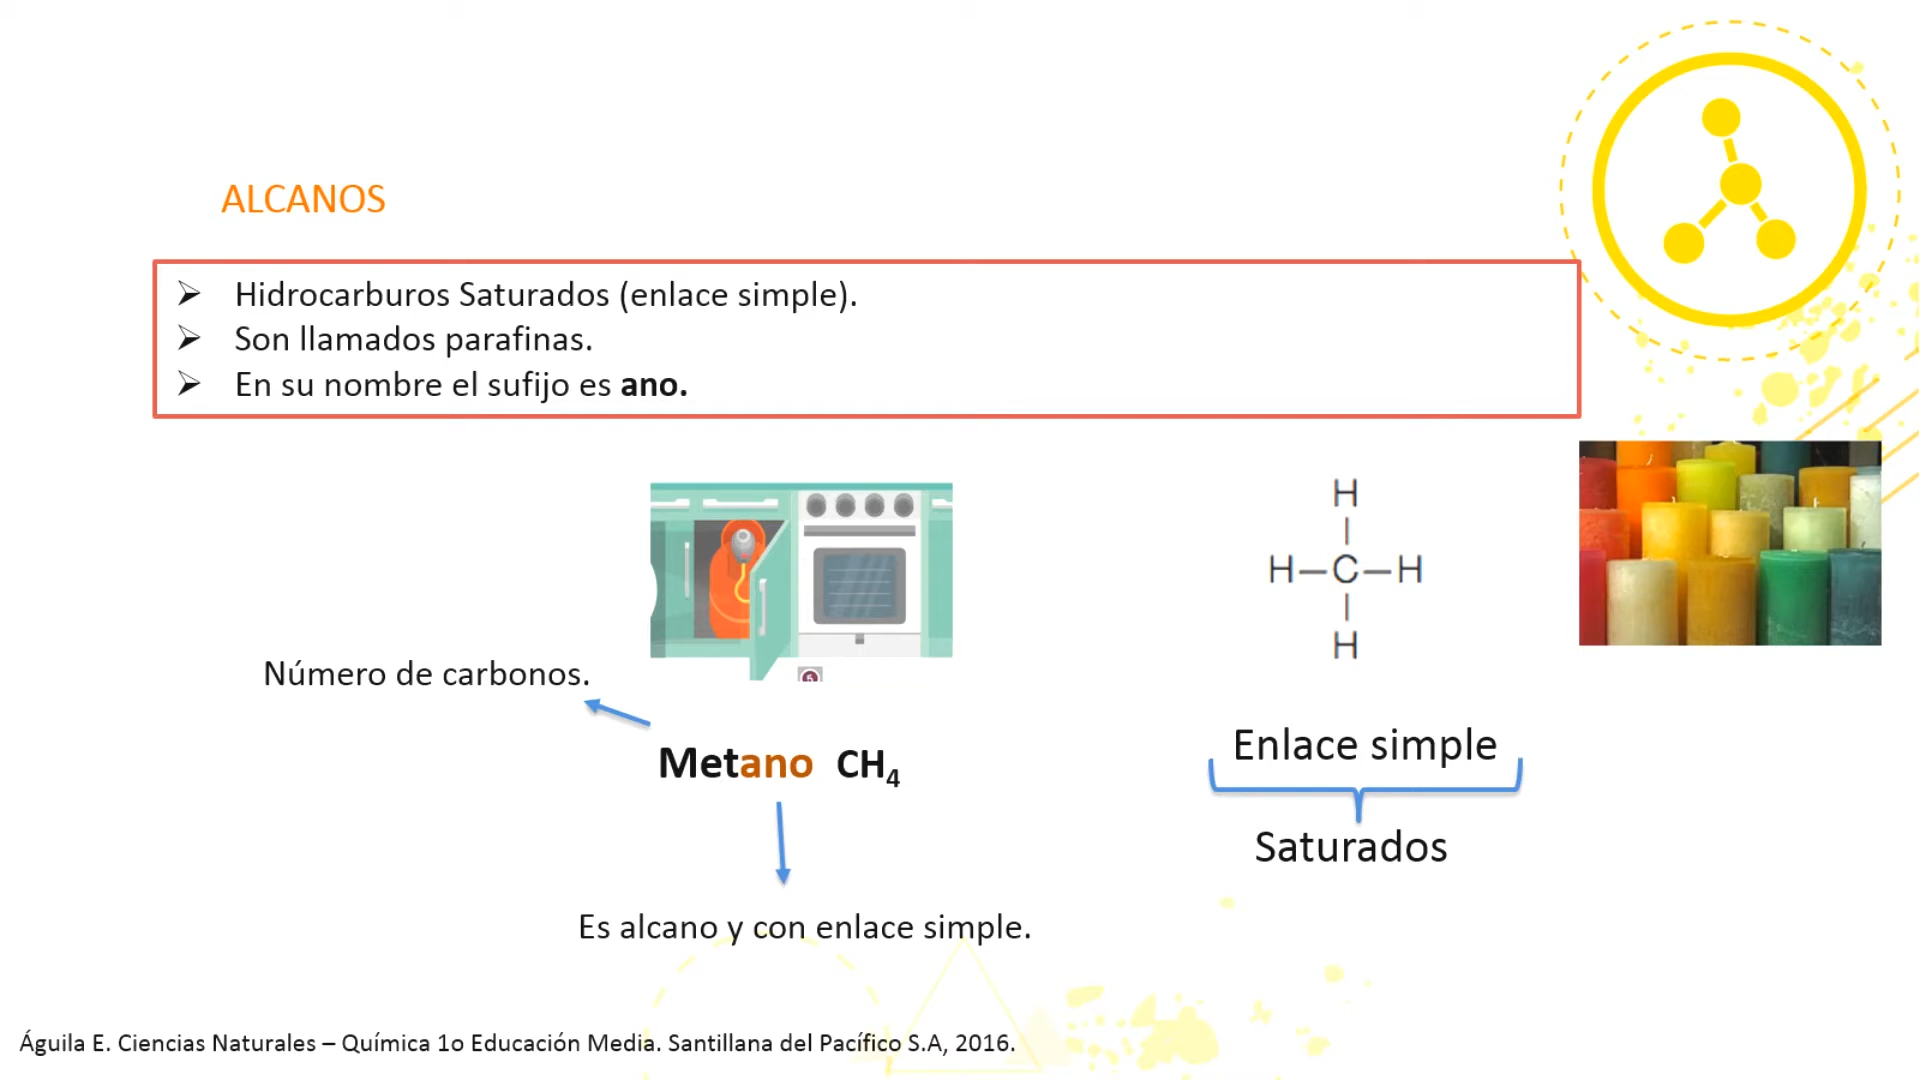 ALCANOS
Hidrocarburos Saturados (enlace simple).
Son llamados parafinas.
En su nombre el sufijo es ano.
H
H–C–H
H
Número de carbonos.
Metano CH₄
Enlace simple
Saturados
Es alcano y con enlace simple.
Águila E. Ciencias Naturales – Química 1o Educación Media. Santillana del Pacífico S.A, 2016.